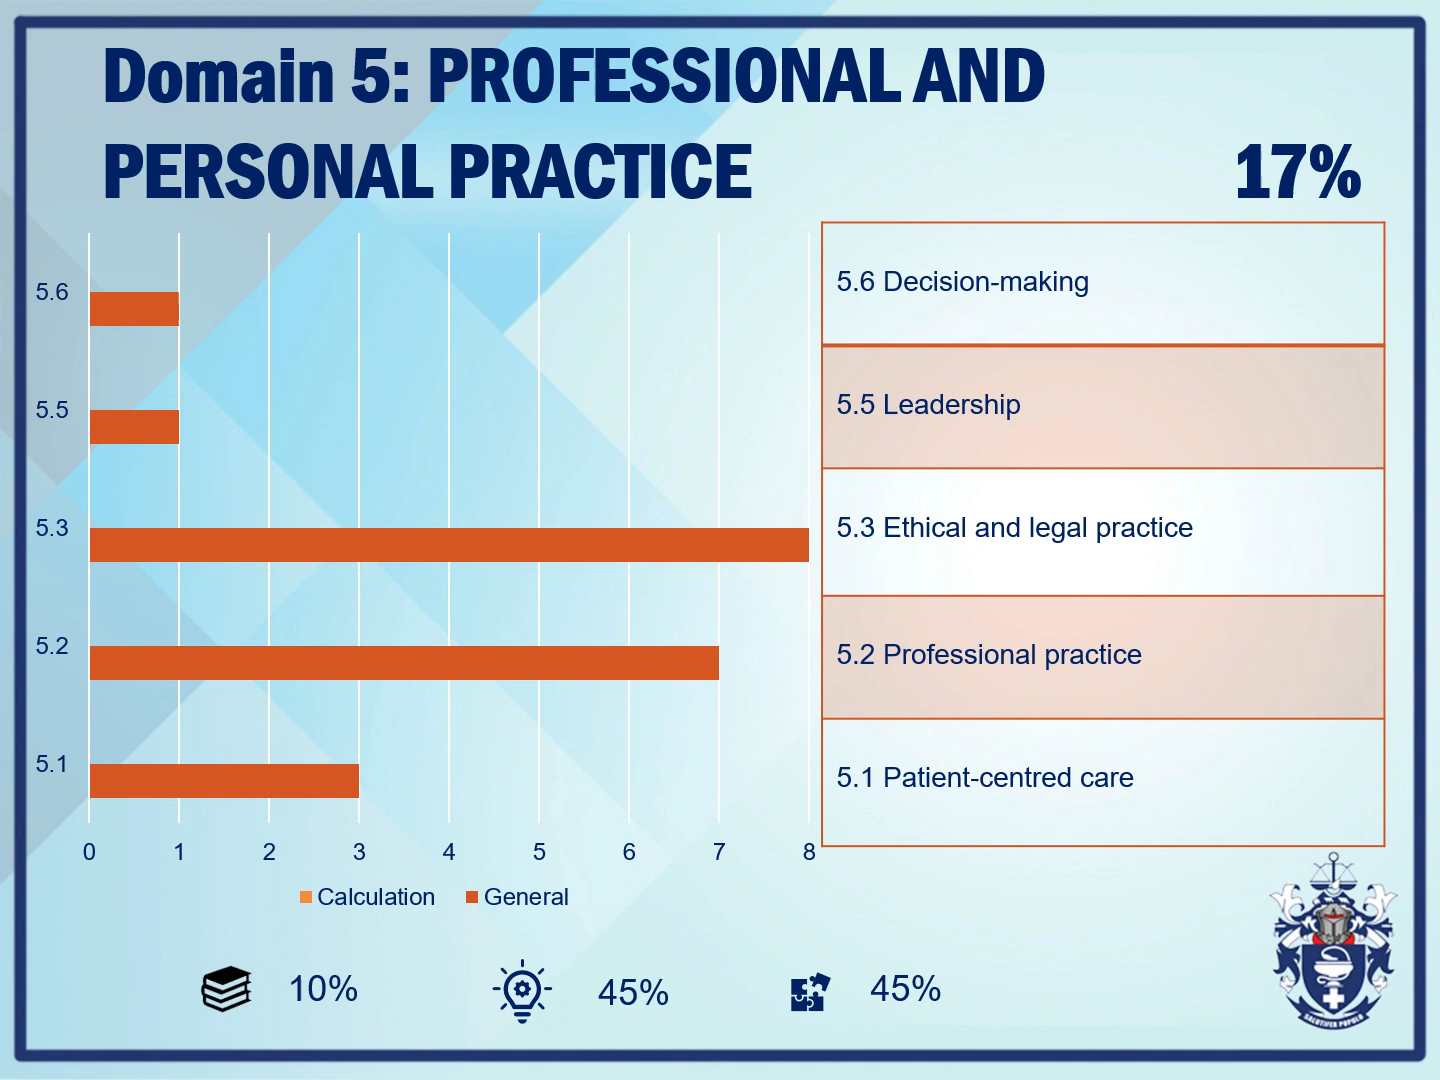 Domain 5: PROFESSIONAL AND
PERSONAL PRACTICE 17%
5.6
5.5
5.3
5.2
5.1
0 1 2 3 4 5 6 7 8
Calculation General
5.6 Decision-making
5.5 Leadership
5.3 Ethical and legal practice
5.2 Professional practice
5.1 Patient-centred care
10% 45% 45%
SALUTIFER POPULO